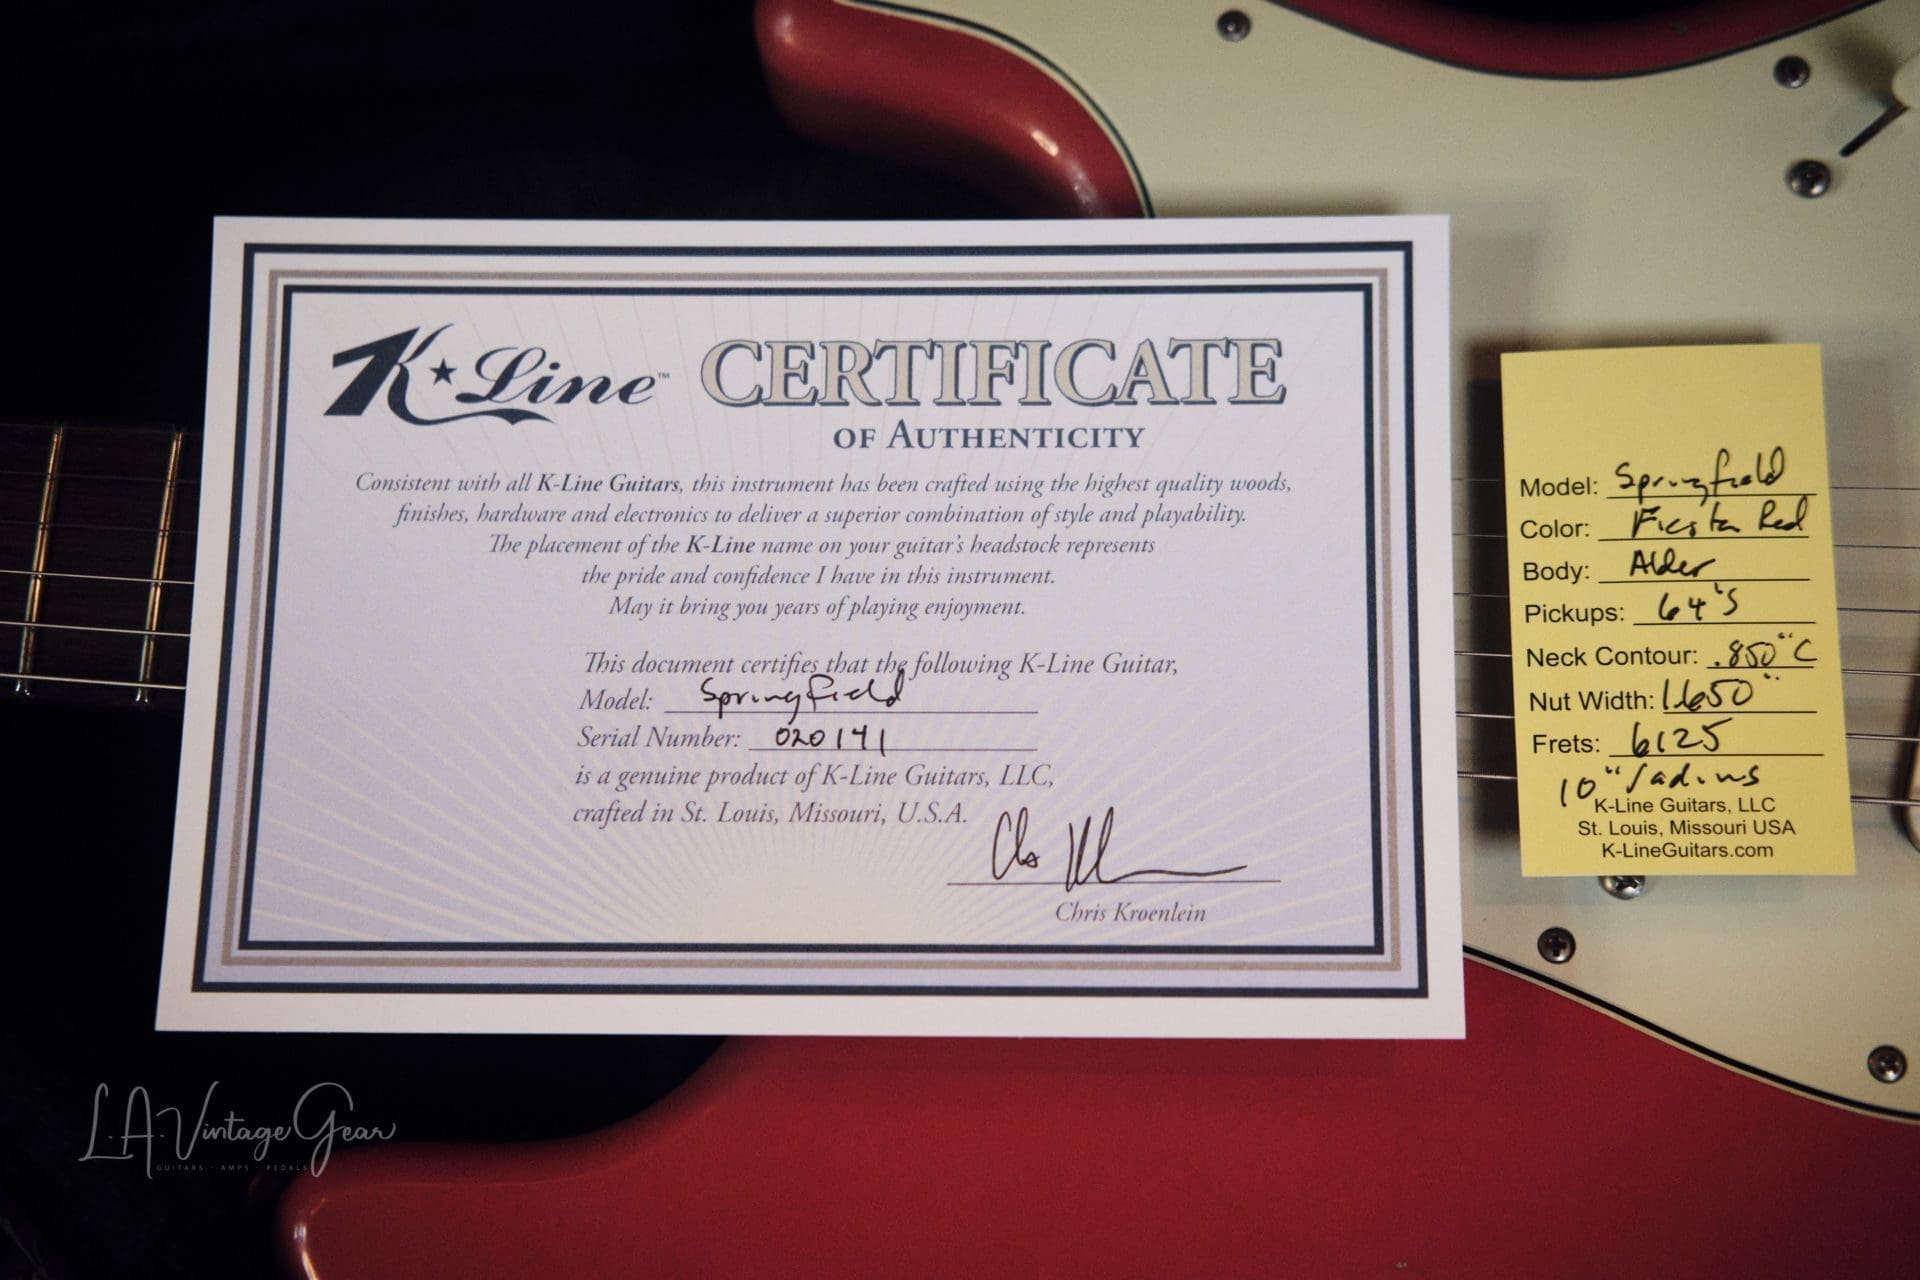 K★Line™
CERTIFICATE
OF AUTHENTICITY
Consistent with all K-Line Guitars, this instrument has been crafted using the highest quality woods,
finishes, hardware and electronics to deliver a superior combination of style and playability.
The placement of the K-Line name on your guitar's headstock represents
the pride and confidence I have in this instrument.
May it bring you years of playing enjoyment.
This document certifies that the following K-Line Guitar,
Model: Springfield
Serial Number: 020141
is a genuine product of K-Line Guitars, LLC,
crafted in St. Louis, Missouri, U.S.A.
Chris Kroenlein
Model: Springfield
Color: Fiesta Red
Body: Alder
Pickups: 64's
Neck Contour: .850" C
Nut Width: 1.650"
Frets: 6125
10" radius
K-Line Guitars, LLC
St. Louis, Missouri USA
K-LineGuitars.com
L.A. Vintage Gear
GUITARS · AMPS · PEDALS